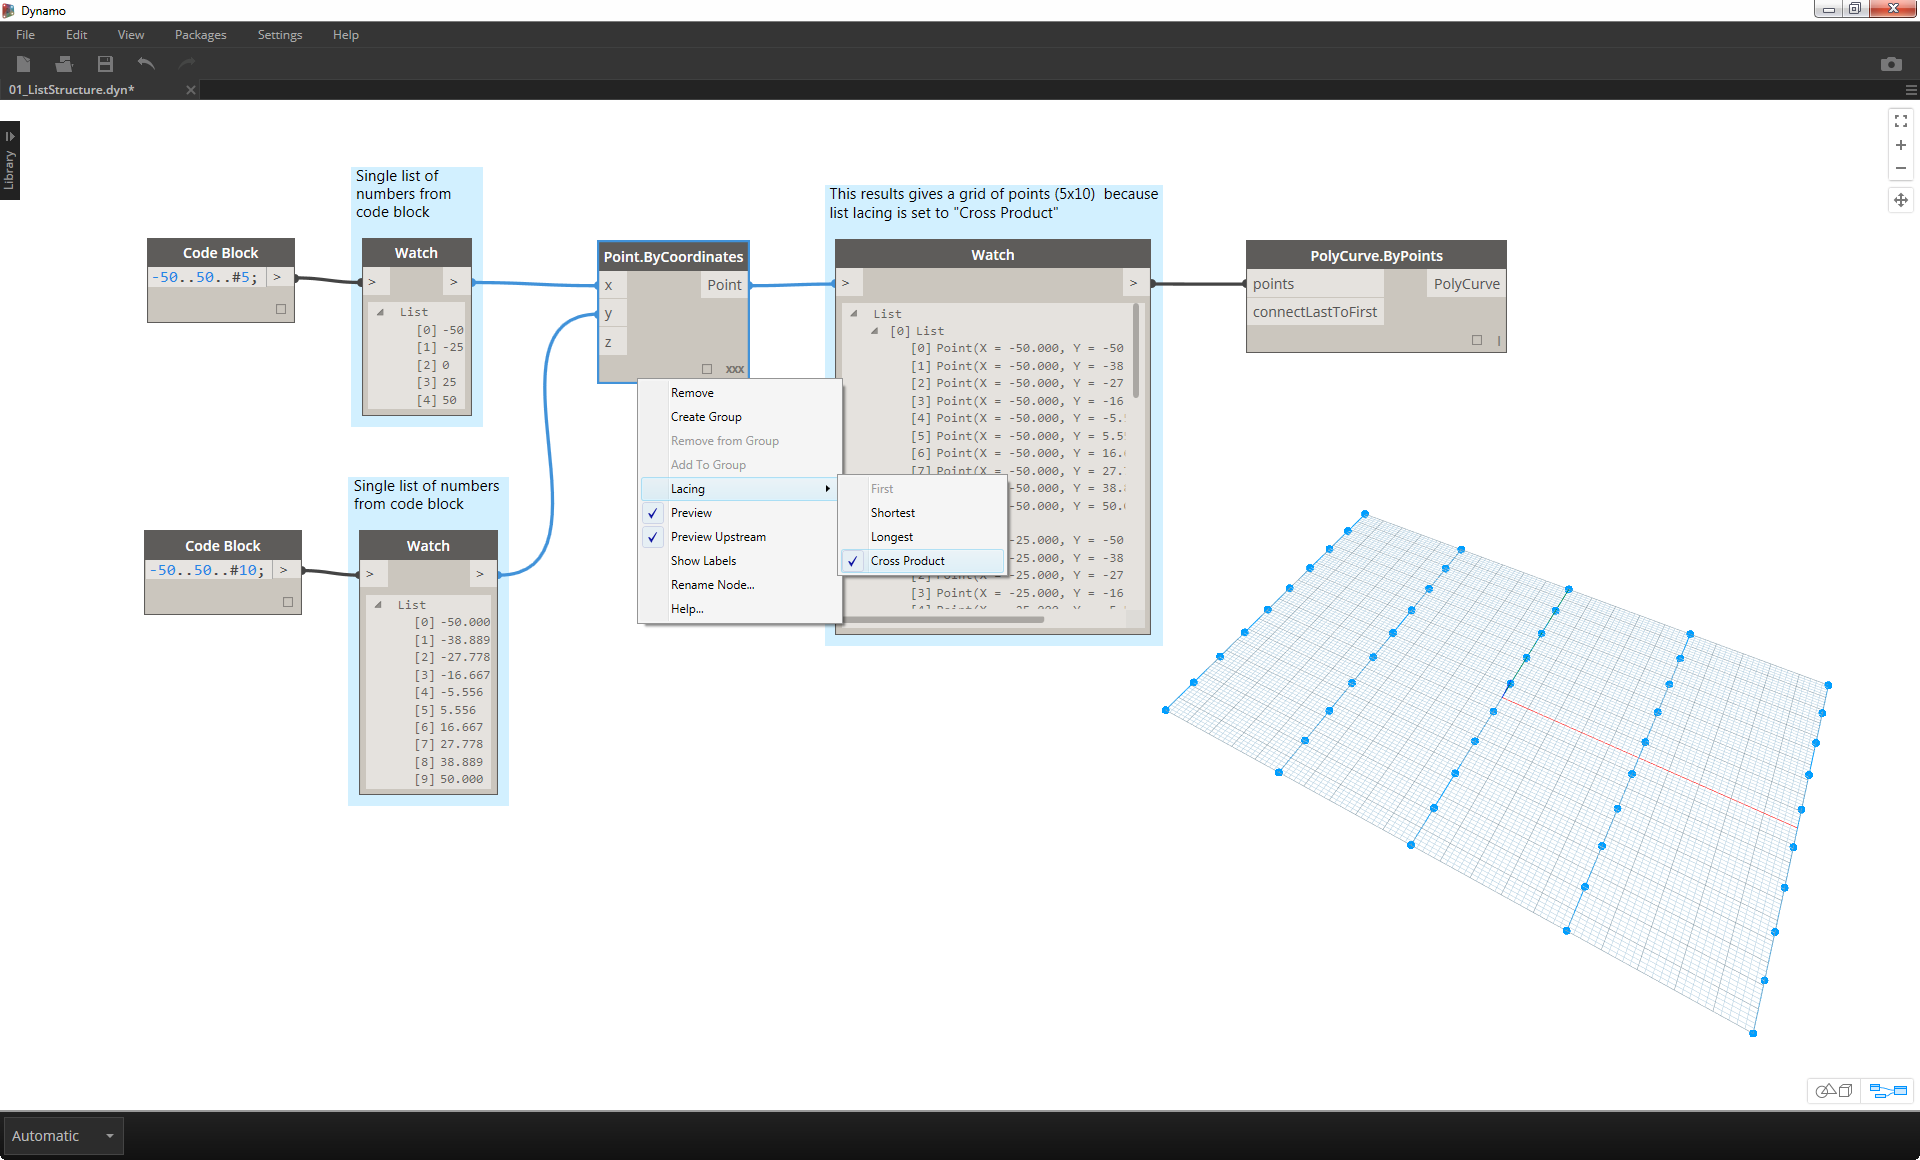 Dynamo
File Edit View Packages Settings Help
01_ListStructure.dyn*
Library
Single list of
numbers from
code block
Code Block
-50..50..#5; >
Watch
> >
List
[0] -50
[1] -25
[2] 0
[3] 25
[4] 50
Single list of numbers
from code block
Code Block
-50..50..#10; >
Watch
> >
List
[0] -50.000
[1] -38.889
[2] -27.778
[3] -16.667
[4] -5.556
[5] 5.556
[6] 16.667
[7] 27.778
[8] 38.889
[9] 50.000
Point.ByCoordinates
x Point
y
z
xxx
Remove
Create Group
Remove from Group
Add To Group
Lacing
Preview
Preview Upstream
Show Labels
Rename Node...
Help...
First
Shortest
Longest
Cross Product
This results gives a grid of points (5x10) because
list lacing is set to "Cross Product"
Watch
> >
List
[0] List
[0] Point(X = -50.000, Y = -50
[1] Point(X = -50.000, Y = -38
[2] Point(X = -50.000, Y = -27
[3] Point(X = -50.000, Y = -16
[4] Point(X = -50.000, Y = -5.
[5] Point(X = -50.000, Y = 5.5
[6] Point(X = -50.000, Y = 16.
[7] Point(X = -50.000, Y = 27.
-50.000, Y = 38.8
-50.000, Y = 50.
-25.000, Y = -50
-25.000, Y = -38
[2] Point(X = -25.000, Y = -27
[3] Point(X = -25.000, Y = -16
PolyCurve.ByPoints
points PolyCurve
connectLastToFirst
Automatic